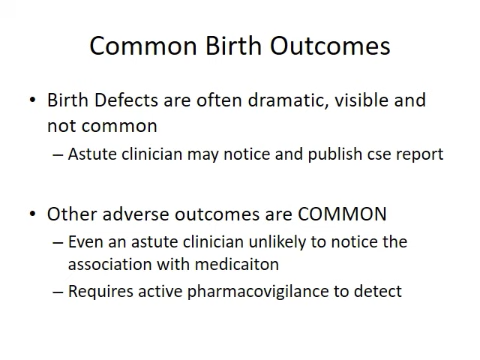 Common Birth Outcomes
• Birth Defects are often dramatic, visible and
not common
– Astute clinician may notice and publish cse report
• Other adverse outcomes are COMMON
– Even an astute clinician unlikely to notice the
association with medicaiton
– Requires active pharmacovigilance to detect